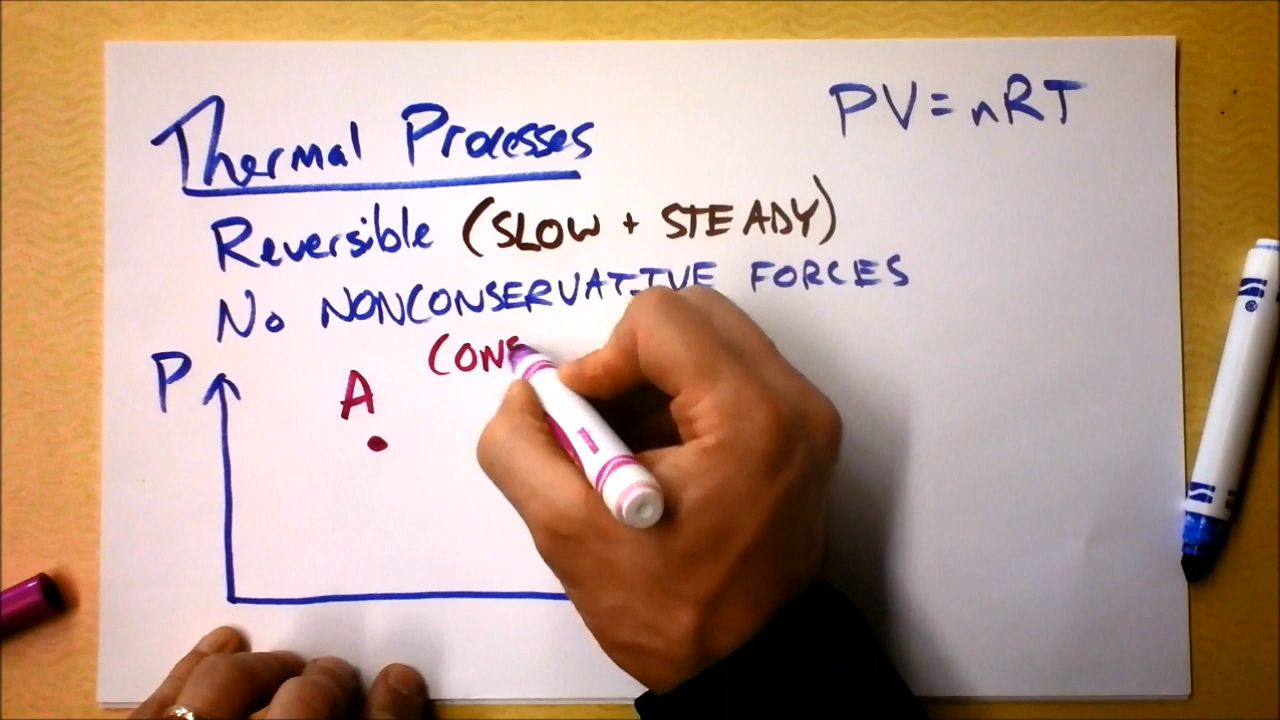 Thermal Processes
PV=nRT
Reversible (SLOW + STEADY)
No NONCONSERVATIVE FORCES
(CONS
P
A